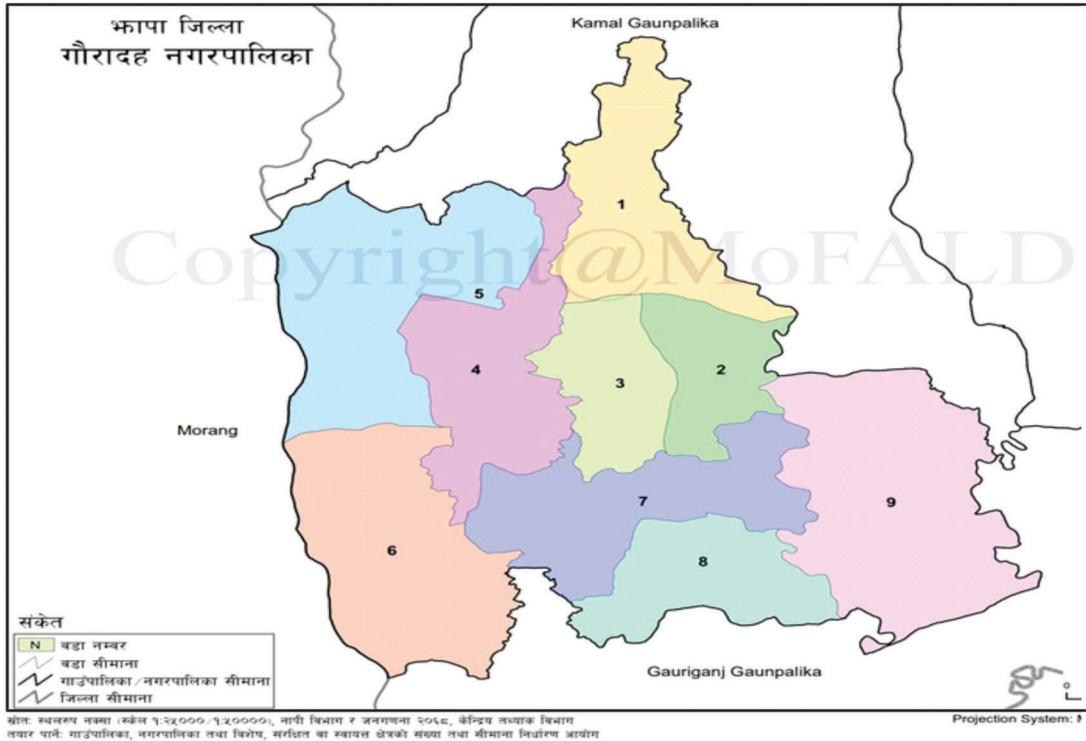 झापा जिल्ला
गौरादह नगरपालिका
Kamal Gaunpalika
1
Copyright@MoFALD
5
4
3
2
Morang
7
9
6
8
संकेत
N वडा नम्वर
वडा सीमाना
गाउँपालिका/नगरपालिका सीमाना
जिल्ला सीमाना
Gauriganj Gaunpalika
स्रोतः स्थलरुप नक्सा (स्केल १:२५०००/१:५००००), नापी विभाग र जनगणना २०६८, केन्द्रिय तथ्यांक विभाग
Projection System: M
तयार पार्नेः गाउँपालिका, नगरपालिका तथा विशेष, संरक्षित वा स्वायत्त क्षेत्रको संख्या तथा सीमाना निर्धारण आयोग